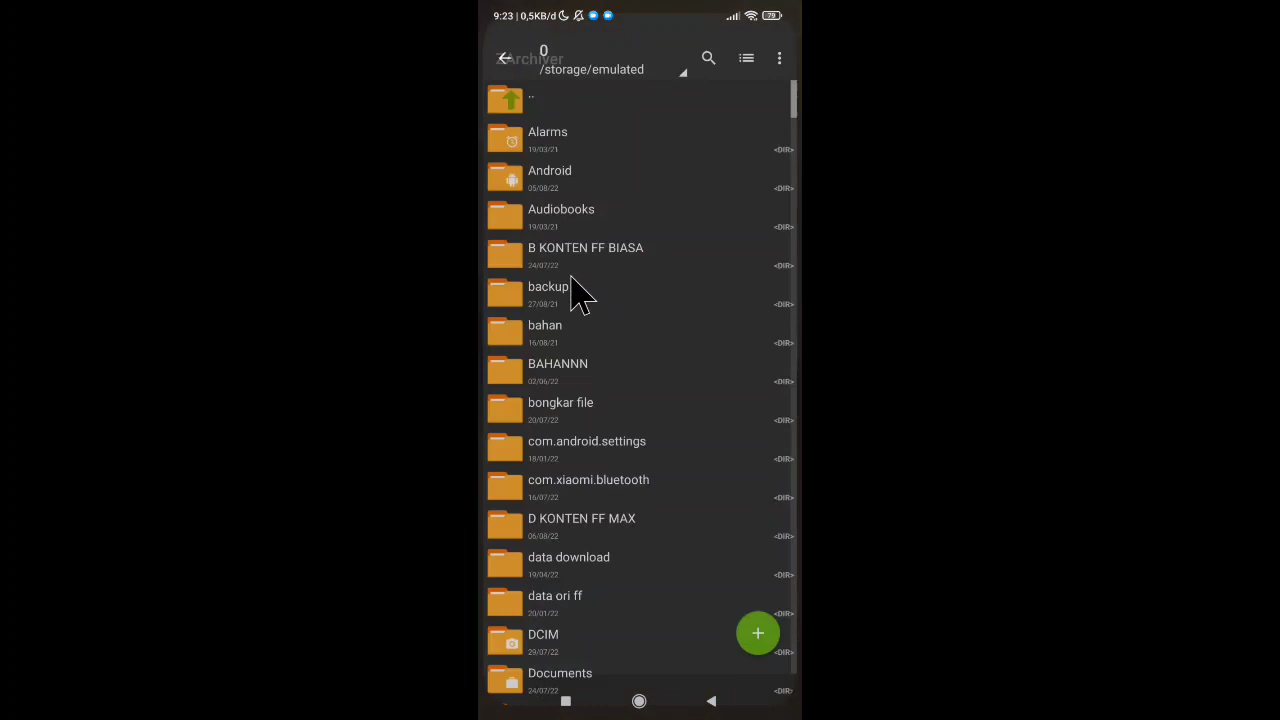 9:23 | 0,5KB/d
79
ZArchiver
0
/storage/emulated
..
Alarms
19/03/21
<DIR>
Android
05/08/22
<DIR>
Audiobooks
19/03/21
<DIR>
B KONTEN FF BIASA
24/07/22
<DIR>
backup
27/08/21
<DIR>
bahan
16/08/21
<DIR>
BAHANNN
02/06/22
<DIR>
bongkar file
20/07/22
<DIR>
com.android.settings
18/01/22
<DIR>
com.xiaomi.bluetooth
16/07/22
<DIR>
D KONTEN FF MAX
06/08/22
<DIR>
data download
19/04/22
<DIR>
data ori ff
20/01/22
<DIR>
DCIM
29/07/22
<DIR>
Documents
24/07/22
<DIR>